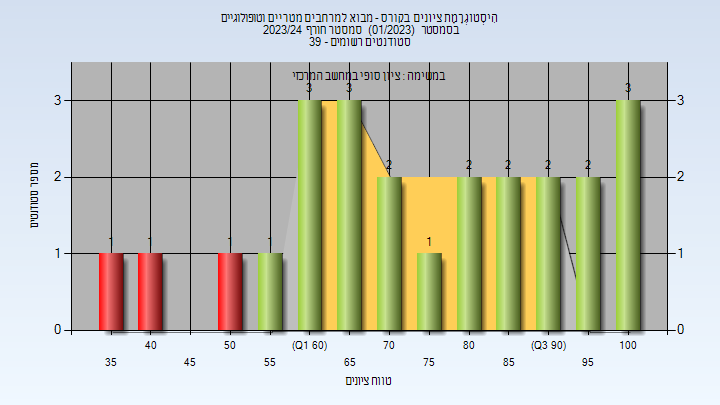 היסטוגרמת ציונים בקורס - מבוא למרחבים מטריים וטופולוגיים
בסמסטר (01/2023) סמסטר חורף 2023/24
סטודנטים רשומים - 39
במשימה : ציון סופי במחשב המרכזי
מספר סטודנטים
3 3
2 2
1 1
0 0
1 1 1 1 3 3 2 1 2 2 2 2 3
40 50 (Q1 60) 70 80 (Q3 90) 100
35 45 55 65 75 85 95
טווח ציונים